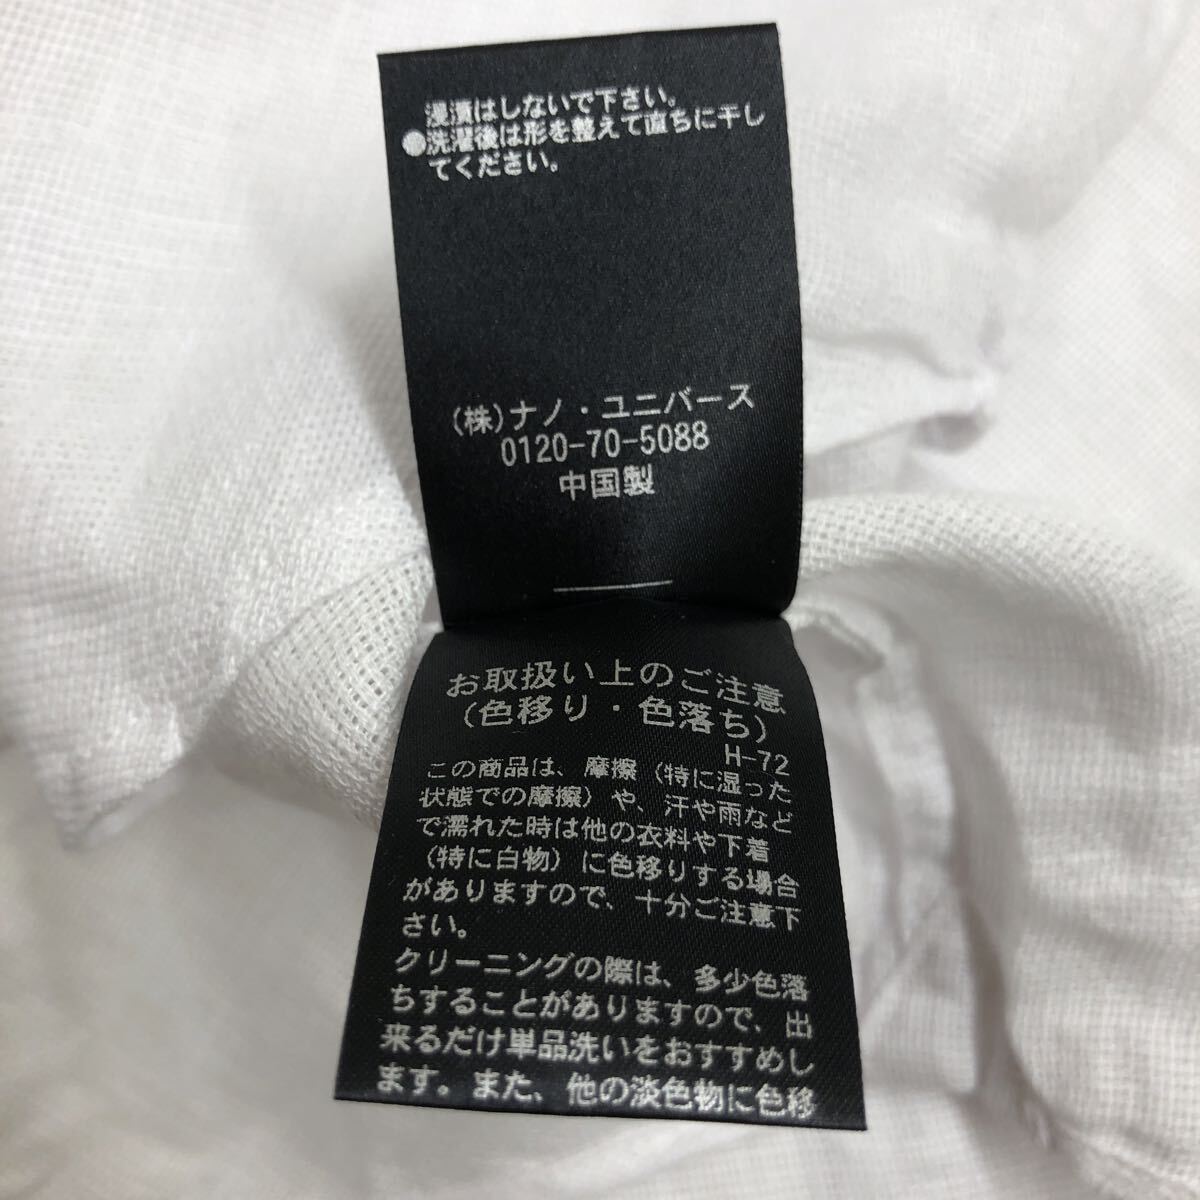 浸漬はしないで下さい。
●洗濯後は形を整えて直ちに干し
てください。
(株)ナノ・ユニバース
0120-70-5088
中国製
お取扱い上のご注意
(色移り・色落ち)
H-72
この商品は、摩擦(特に湿った
状態での摩擦)や、汗や雨など
で濡れた時は他の衣料や下着
(特に白物)に色移りする場合
がありますので、十分ご注意下
さい。
クリーニングの際は、多少色落
ちすることがありますので、出
来るだけ単品洗いをおすすめし
ます。また、他の淡色物に色移